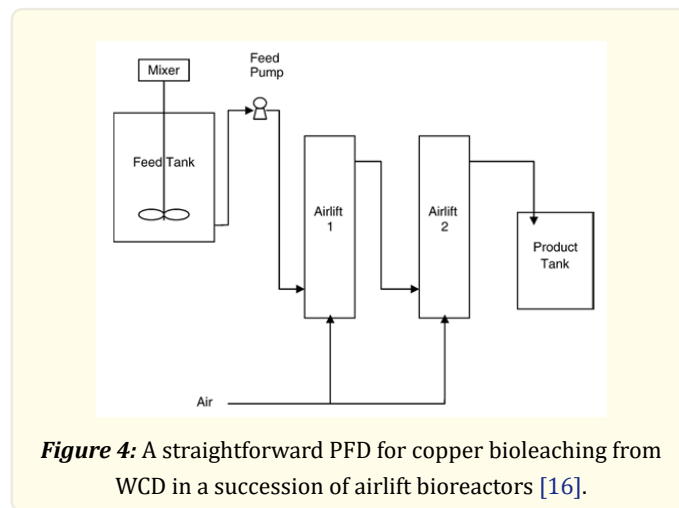 Mixer
Feed
Pump
Feed Tank
Airlift
1
Airlift
2
Product
Tank
Air
Figure 4: A straightforward PFD for copper bioleaching from
WCD in a succession of airlift bioreactors [16].